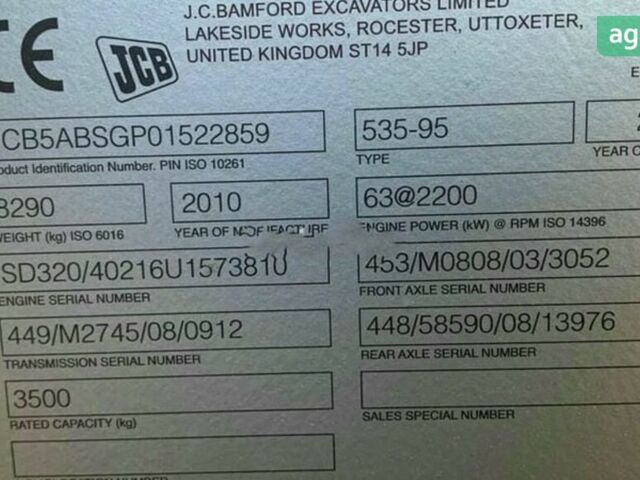 J.C.BAMFORD EXCAVATORS LIMITED
LAKESIDE WORKS, ROCESTER, UTTOXETER,
UNITED KINGDOM ST14 5JP
CE
JCB
ag
CB5ABSGP01522859
535-95
oduct Identification Number. PIN ISO 10261
TYPE
YEAR O
8290
2010
63@2200
WEIGHT (kg) ISO 6016
YEAR OF MANUFACTURE
ENGINE POWER (kW) @ RPM ISO 14396
SD320/40216U157381U
453/M0808/03/3052
ENGINE SERIAL NUMBER
FRONT AXLE SERIAL NUMBER
449/M2745/08/0912
448/58590/08/13976
TRANSMISSION SERIAL NUMBER
REAR AXLE SERIAL NUMBER
3500
RATED CAPACITY (kg)
SALES SPECIAL NUMBER